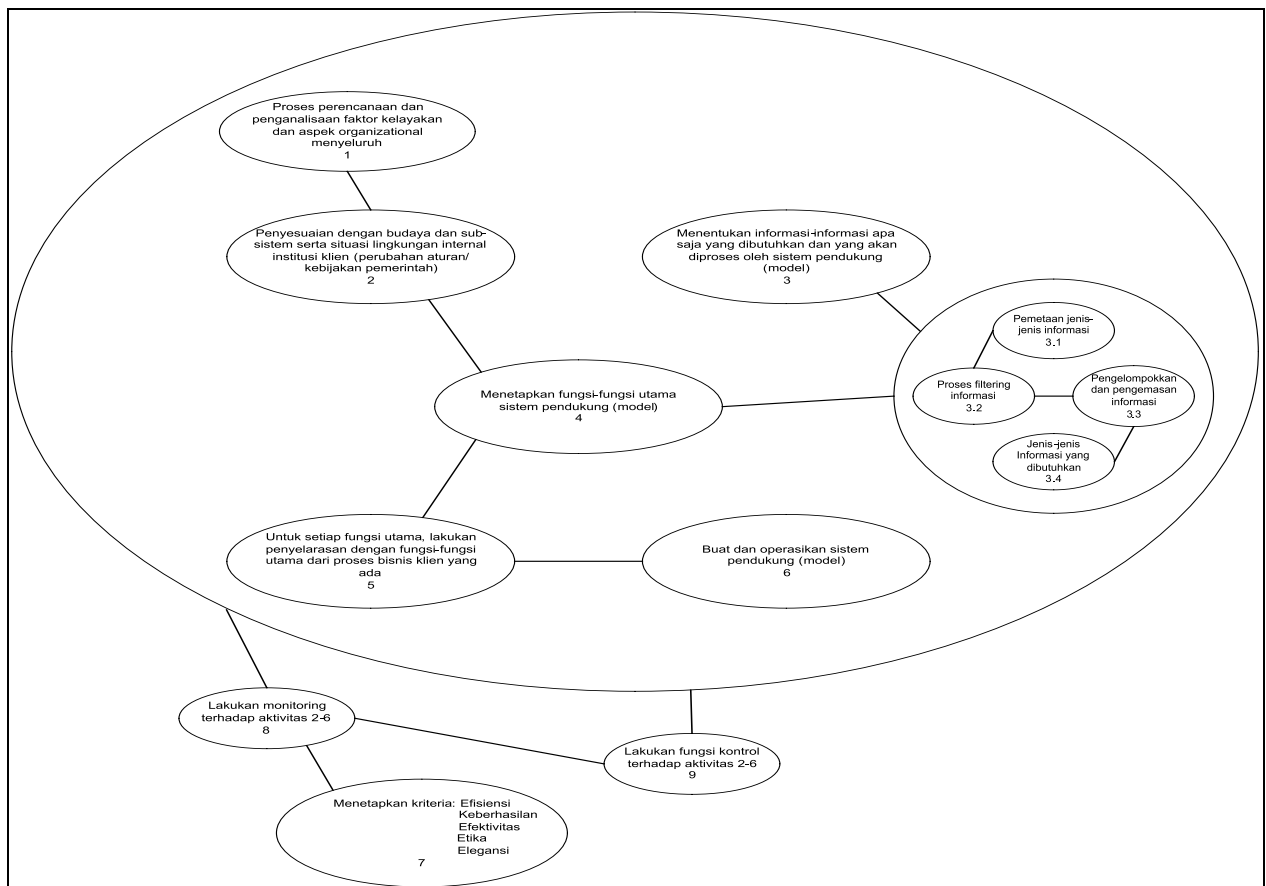 Proses perencanaan dan
penganalisaan faktor kelayakan
dan aspek organizational
menyeluruh
1
Penyesuaian dengan budaya dan sub-
sistem serta situasi lingkungan internal
institusi klien (perubahan aturan/
kebijakan pemerintah)
2
Menentukan informasi-informasi apa
saja yang dibutuhkan dan yang akan
diproses oleh sistem pendukung
(model)
3
Pemetaan jenis-
jenis informasi
3.1
Proses filtering
informasi
3.2
Pengelompokkan
dan pengemasan
informasi
3.3
Jenis-jenis
Informasi yang
dibutuhkan
3.4
Menetapkan fungsi-fungsi utama
sistem pendukung (model)
4
Untuk setiap fungsi utama, lakukan
penyelarasan dengan fungsi-fungsi
utama dari proses bisnis klien yang
ada
5
Buat dan operasikan sistem
pendukung (model)
6
Lakukan monitoring
terhadap aktivitas 2-6
8
Lakukan fungsi kontrol
terhadap aktivitas 2-6
9
Menetapkan kriteria: Efisiensi
Keberhasilan
Efektivitas
Etika
Elegansi
7